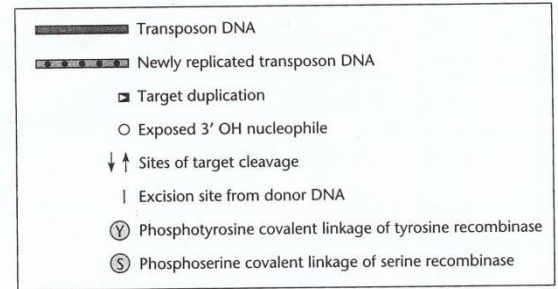 Transposon DNA
Newly replicated transposon DNA
Target duplication
Exposed 3′ OH nucleophile
Sites of target cleavage
Excision site from donor DNA
Y Phosphotyrosine covalent linkage of tyrosine recombinase
S Phosphoserine covalent linkage of serine recombinase